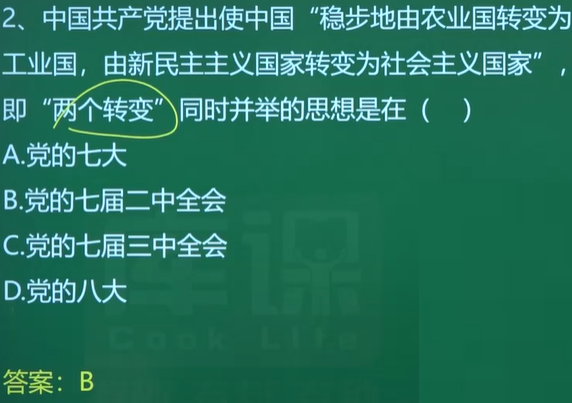 2、中国共产党提出使中国“稳步地由农业国转变为
工业国，由新民主主义国家转变为社会主义国家”，
即“两个转变”同时并举的思想是在（　）
A.党的七大
B.党的七届二中全会
C.党的七届三中全会
D.党的八大
库课
Cook Life
答案：B